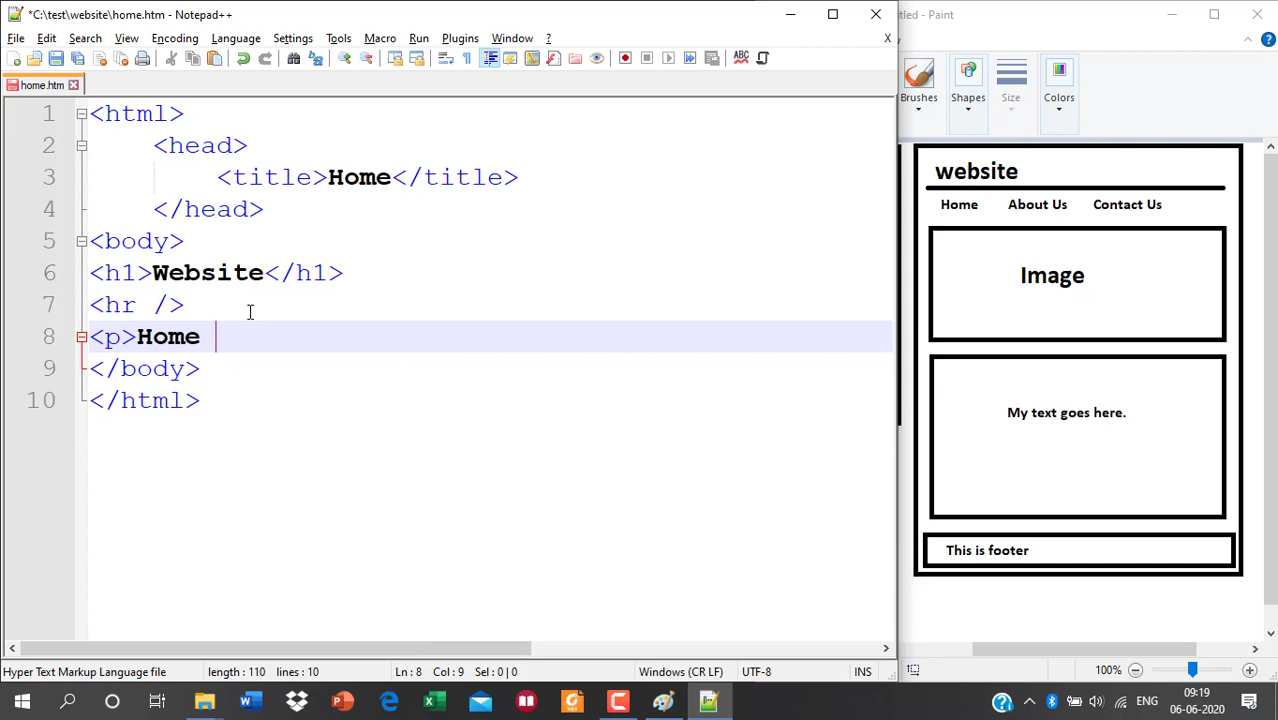 *C:\test\website\home.htm - Notepad++
File Edit Search View Encoding Language Settings Tools Macro Run Plugins Window ? X
home.htm
1 <html>
2 <head>
3 <title>Home</title>
4 </head>
5 <body>
6 <h1>Website</h1>
7 <hr />
8 <p>Home
9 </body>
10 </html>
Hyper Text Markup Language file length : 110 lines : 10 Ln : 8 Col : 9 Sel : 0 | 0 Windows (CR LF) UTF-8 INS
- Paint
Brushes Shapes Size Colors
website
Home About Us Contact Us
Image
My text goes here.
This is footer
100%
ENG
09:19
06-06-2020